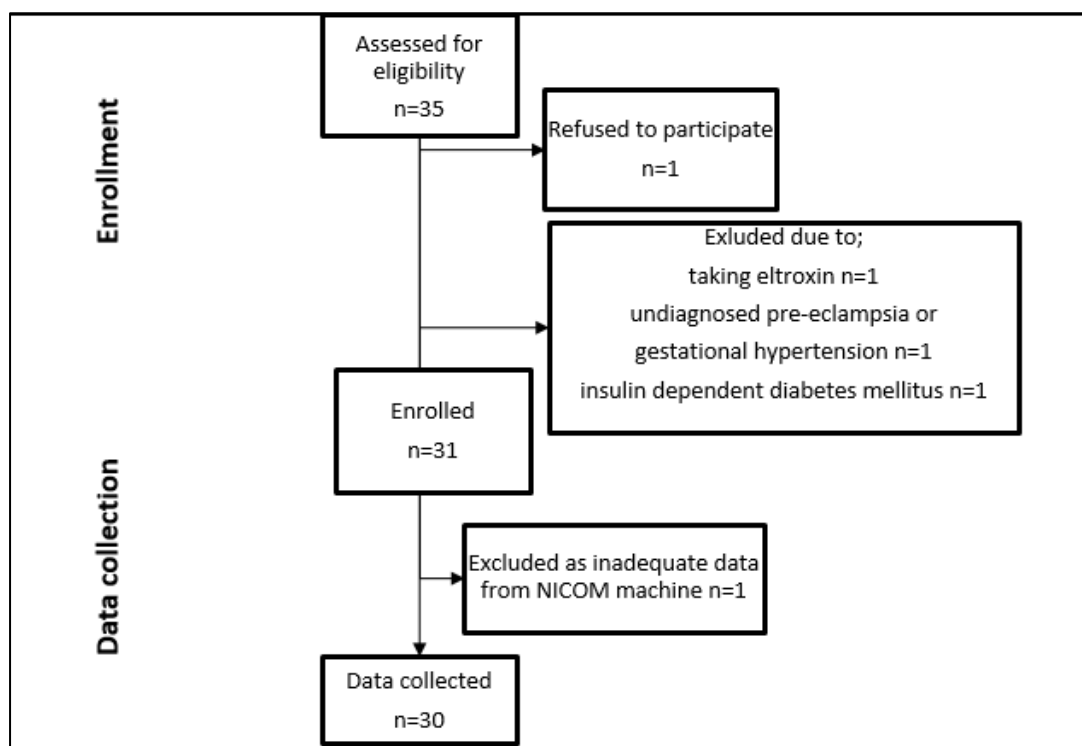 Assessed for
eligibility
n=35
Enrollment
Refused to participate
n=1
Exluded due to;
taking eltroxin n=1
undiagnosed pre-eclampsia or
gestational hypertension n=1
insulin dependent diabetes mellitus n=1
Enrolled
n=31
Data collection
Excluded as inadequate data
from NICOM machine n=1
Data collected
n=30